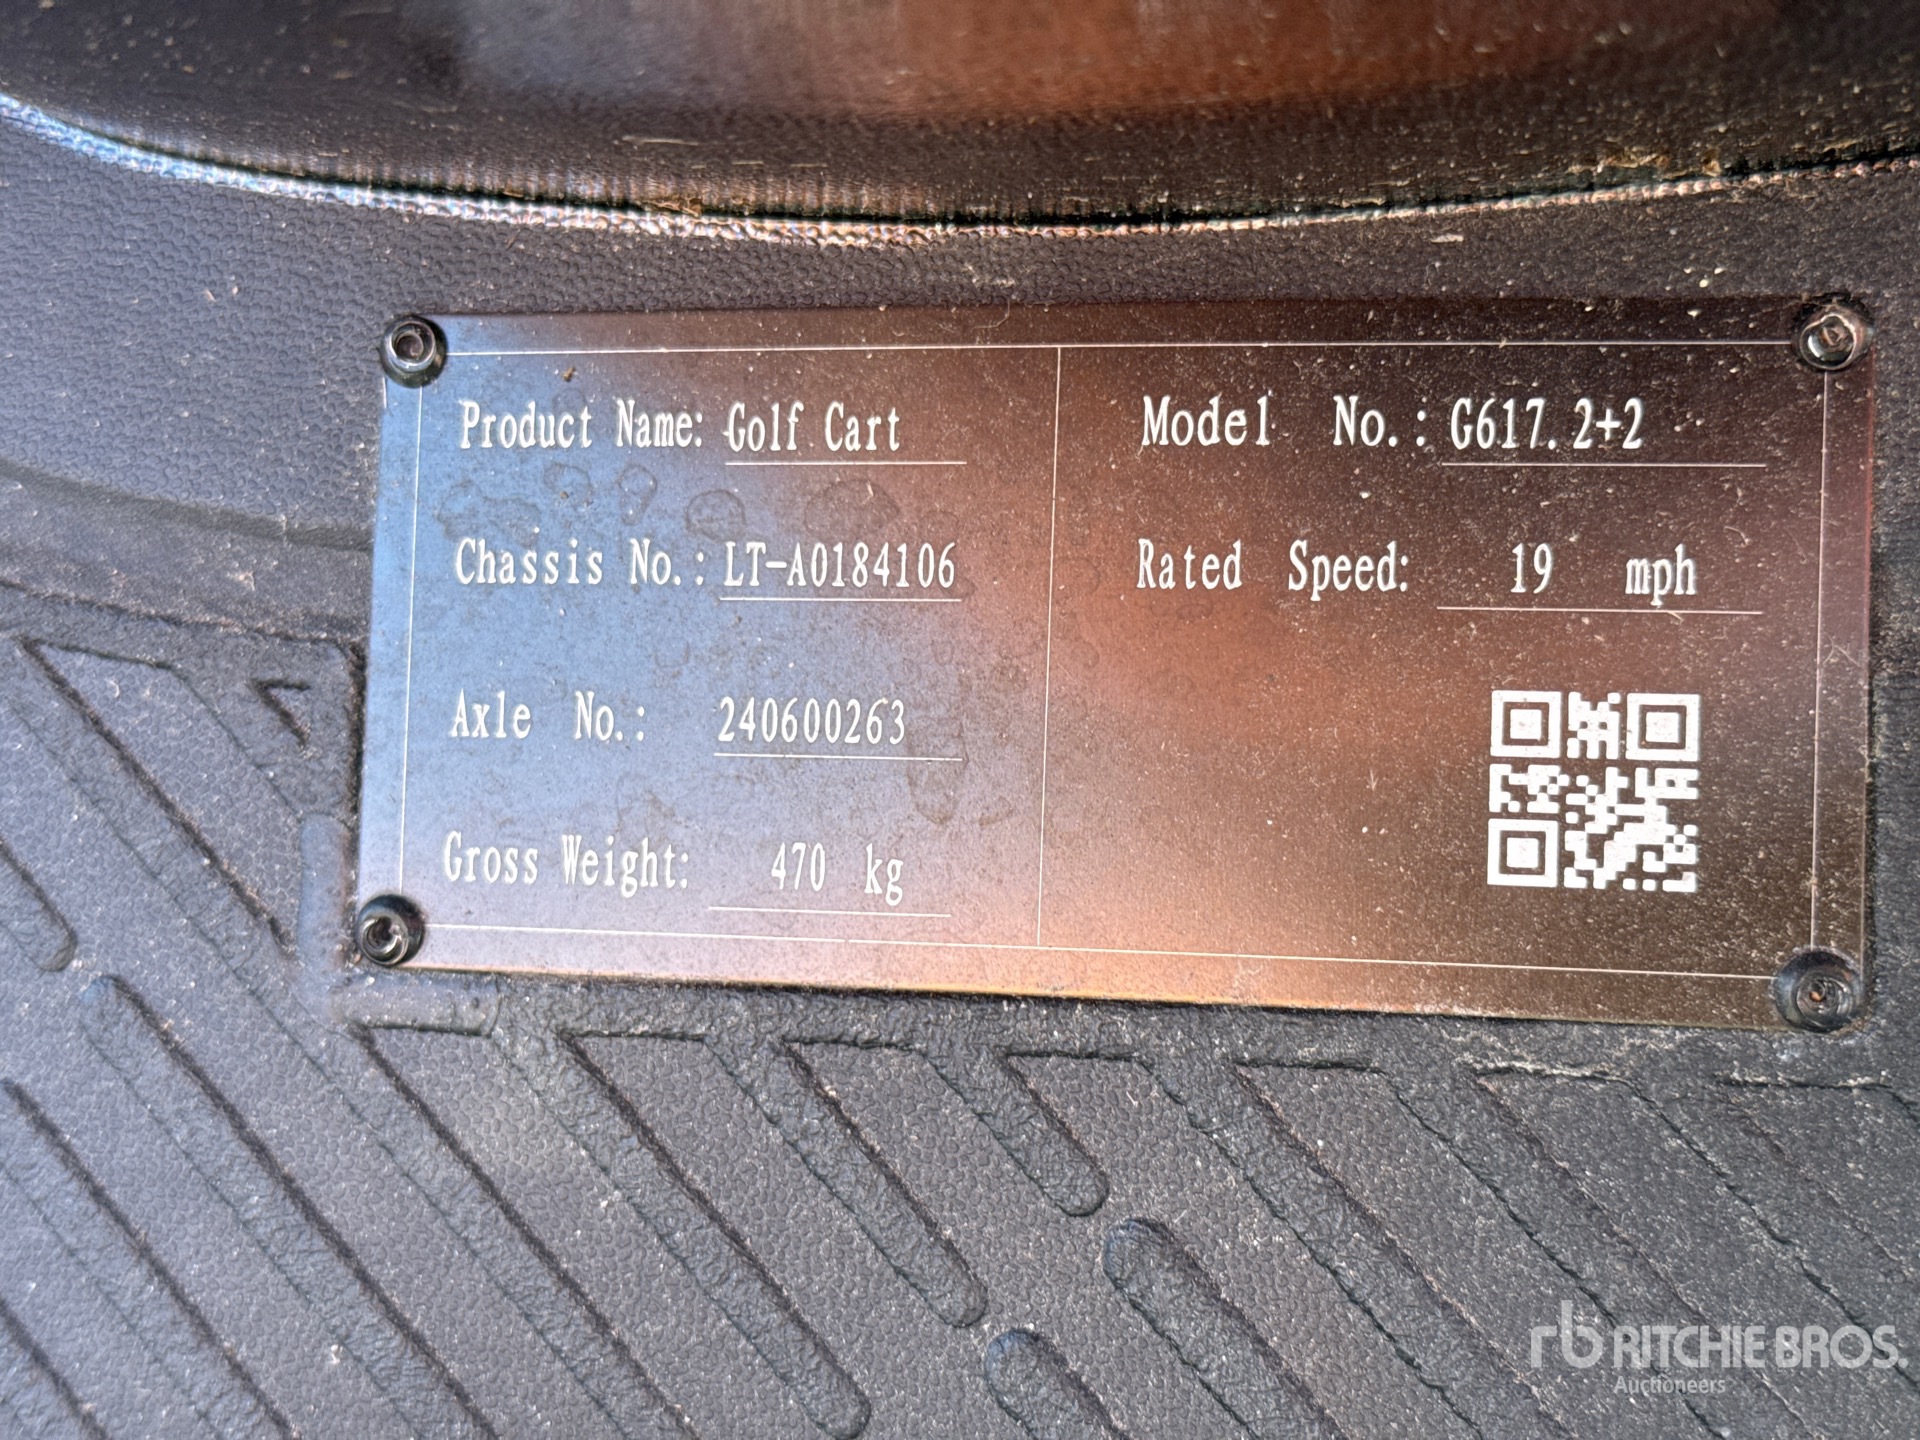 Product Name: Golf Cart
Chassis No.: LT-A0184106
Axle No.: 240600263
Gross Weight: 470 kg
Model No.: G617.2+2
Rated Speed: 19 mph
rb RITCHIE BROS.
Auctioneers